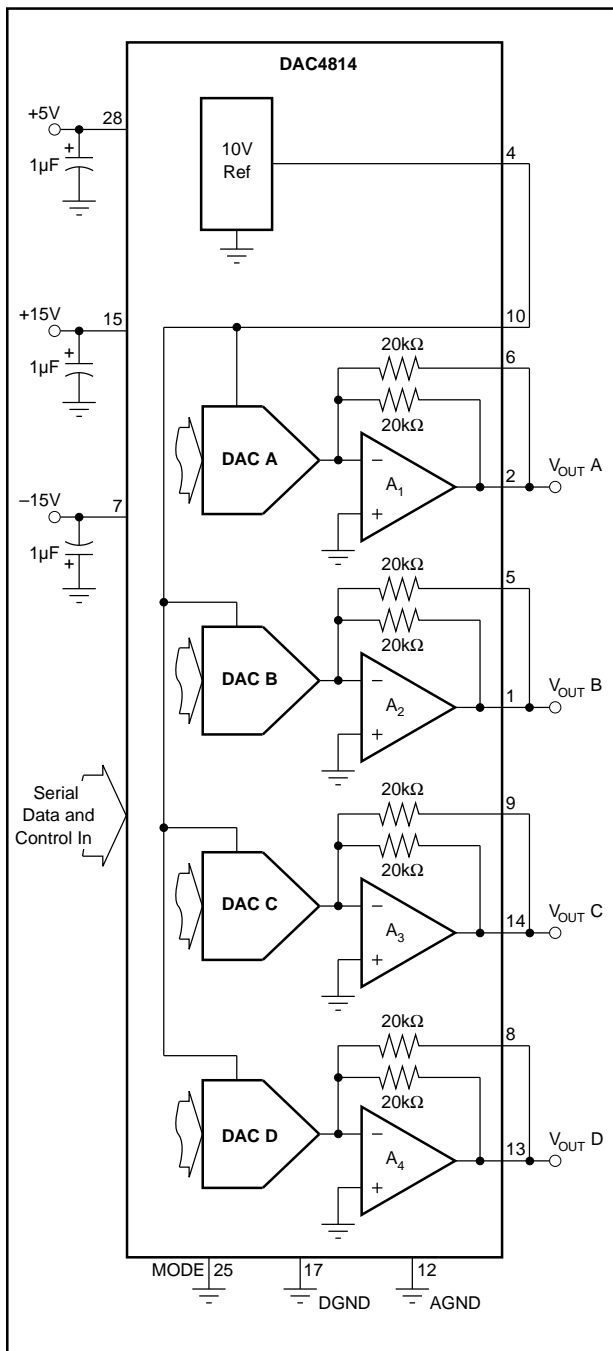 DAC4814
+5V
28
+
1µF
10V
Ref
4
+15V
15
+
1µF
10
20kΩ
6
20kΩ
DAC A
–
A1
+
2
VOUT A
–15V
7
1µF
+
20kΩ
5
20kΩ
DAC B
–
A2
+
1
VOUT B
Serial
Data and
Control In
20kΩ
9
20kΩ
DAC C
–
A3
+
14
VOUT C
20kΩ
8
20kΩ
DAC D
–
A4
+
13
VOUT D
MODE 25
17
DGND
12
AGND